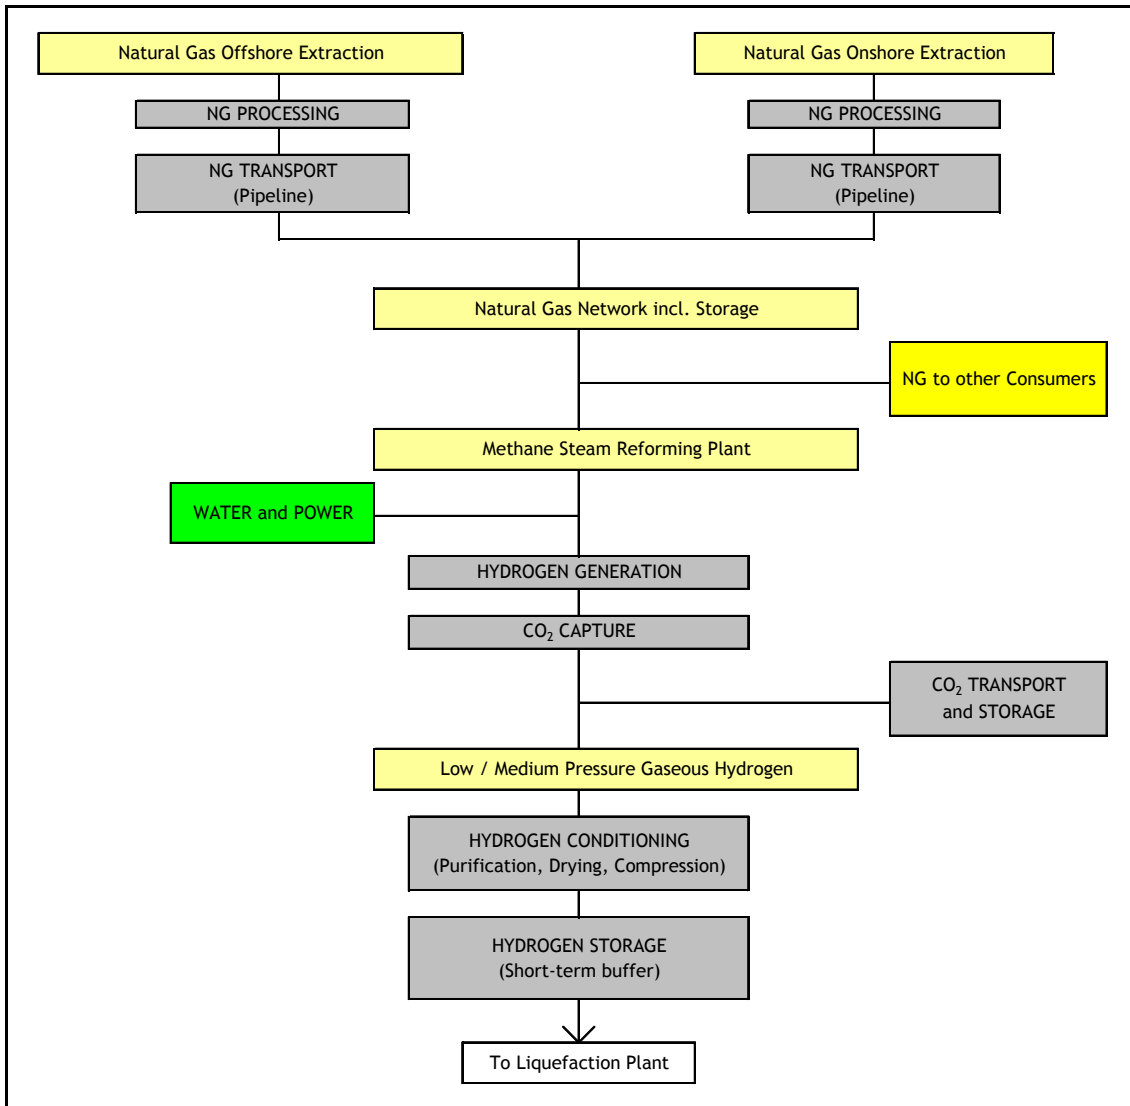 Natural Gas Offshore Extraction
Natural Gas Onshore Extraction
NG PROCESSING
NG PROCESSING
NG TRANSPORT
(Pipeline)
NG TRANSPORT
(Pipeline)
Natural Gas Network incl. Storage
NG to other Consumers
Methane Steam Reforming Plant
WATER and POWER
HYDROGEN GENERATION
CO₂ CAPTURE
CO₂ TRANSPORT
and STORAGE
Low / Medium Pressure Gaseous Hydrogen
HYDROGEN CONDITIONING
(Purification, Drying, Compression)
HYDROGEN STORAGE
(Short-term buffer)
To Liquefaction Plant